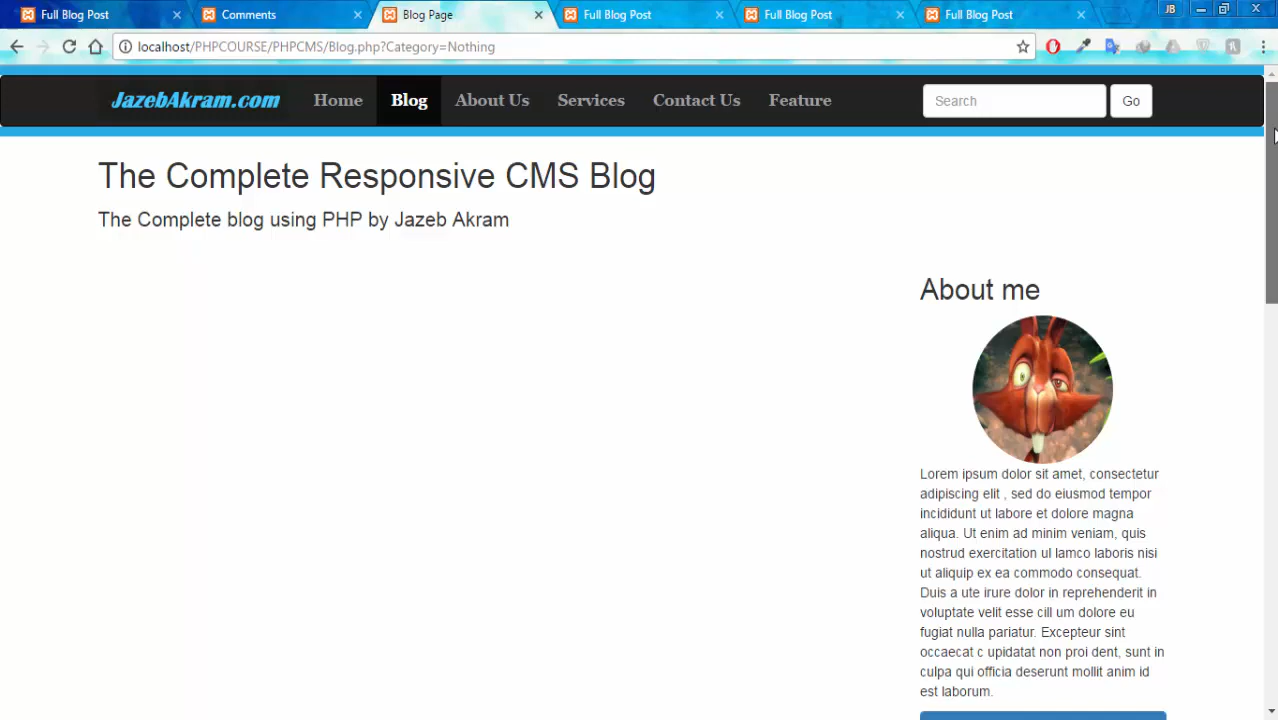 Full Blog Post
Comments
Blog Page
Full Blog Post
Full Blog Post
Full Blog Post
JB
localhost/PHPCOURSE/PHPCMS/Blog.php?Category=Nothing
JazebAkram.com
Home
Blog
About Us
Services
Contact Us
Feature
Search
Go
The Complete Responsive CMS Blog
The Complete blog using PHP by Jazeb Akram
About me
Lorem ipsum dolor sit amet, consectetur
adipiscing elit , sed do eiusmod tempor
incididunt ut labore et dolore magna
aliqua. Ut enim ad minim veniam, quis
nostrud exercitation ul lamco laboris nisi
ut aliquip ex ea commodo consequat.
Duis a ute irure dolor in reprehenderit in
voluptate velit esse cill um dolore eu
fugiat nulla pariatur. Excepteur sint
occaecat c upidatat non proi dent, sunt in
culpa qui officia deserunt mollit anim id
est laborum.